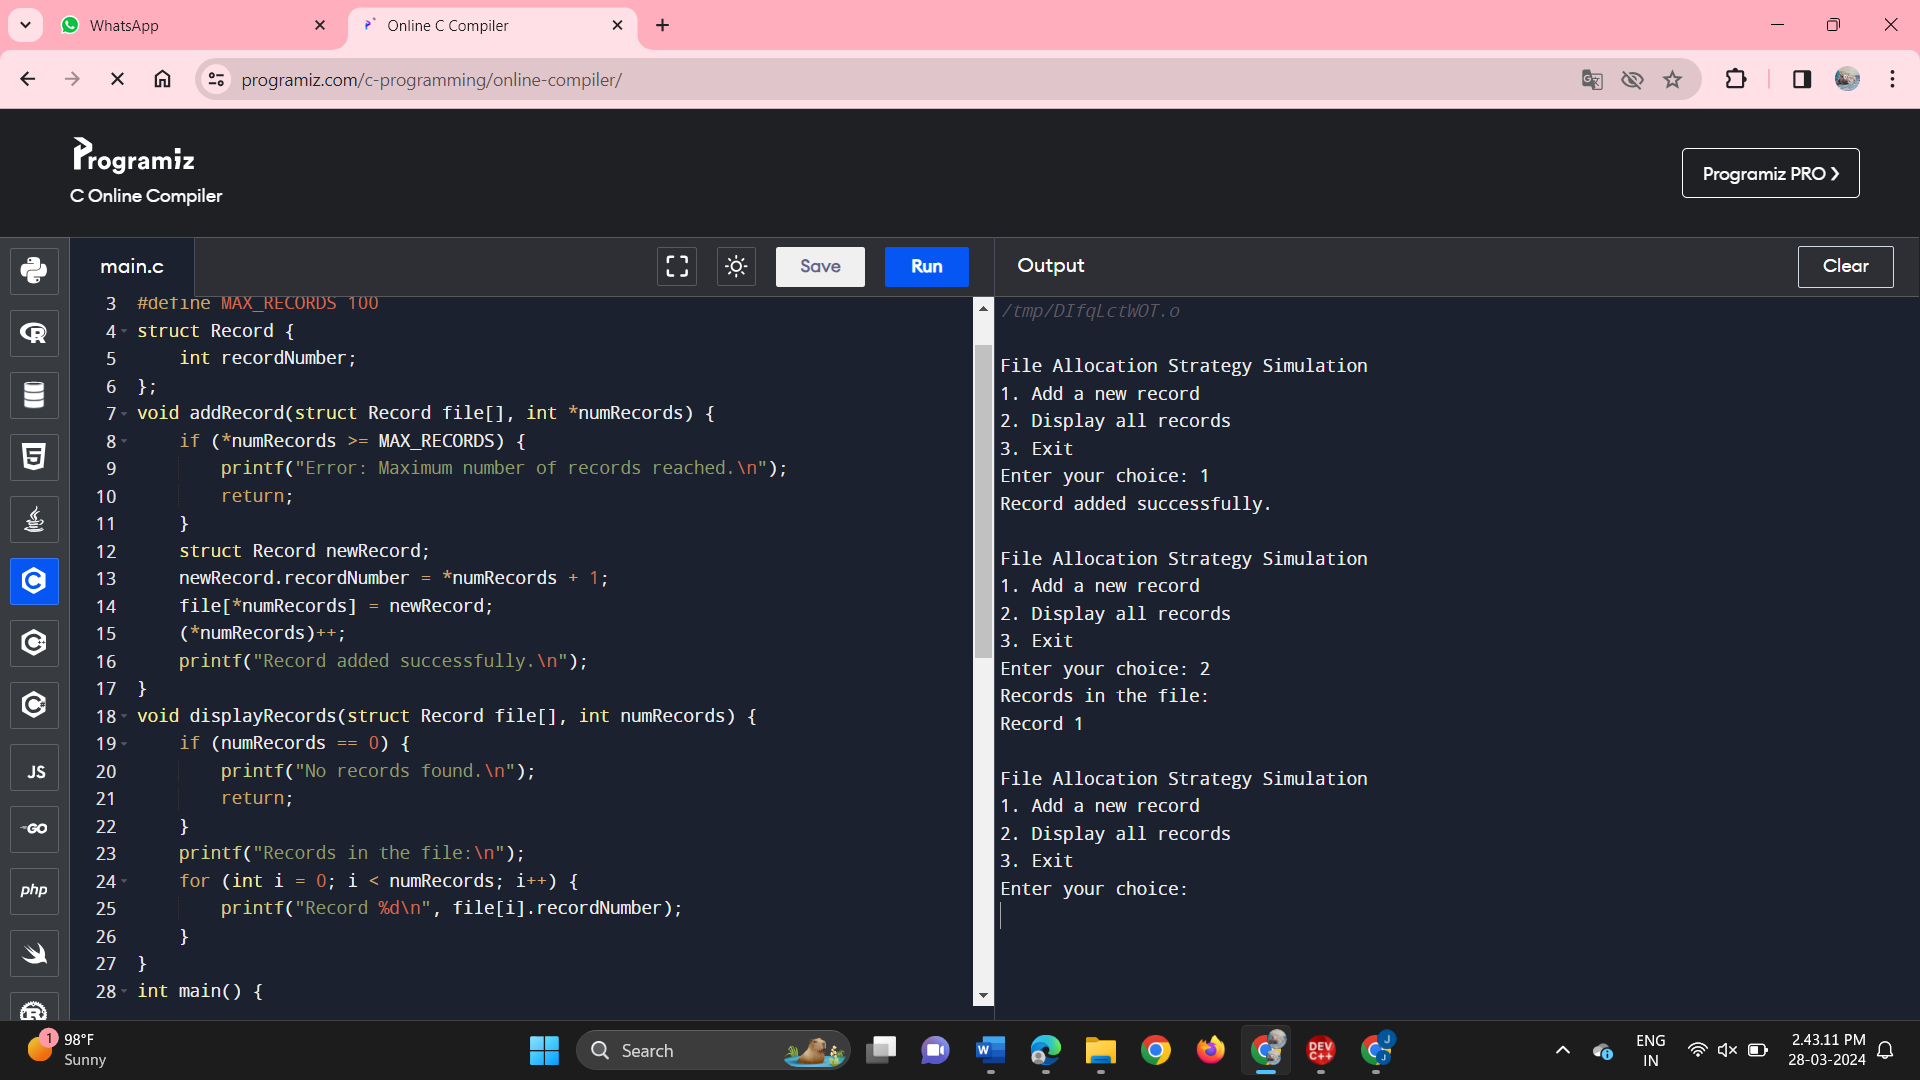 WhatsApp
Online C Compiler
programiz.com/c-programming/online-compiler/
Programiz
C Online Compiler
Programiz PRO
main.c
Save
Run
Output
Clear
3 #define MAX_RECORDS 100
4 struct Record {
5 int recordNumber;
6 };
7 void addRecord(struct Record file[], int *numRecords) {
8 if (*numRecords >= MAX_RECORDS) {
9 printf("Error: Maximum number of records reached.\n");
10 return;
11 }
12 struct Record newRecord;
13 newRecord.recordNumber = *numRecords + 1;
14 file[*numRecords] = newRecord;
15 (*numRecords)++;
16 printf("Record added successfully.\n");
17 }
18 void displayRecords(struct Record file[], int numRecords) {
19 if (numRecords == 0) {
20 printf("No records found.\n");
21 return;
22 }
23 printf("Records in the file:\n");
24 for (int i = 0; i < numRecords; i++) {
25 printf("Record %d\n", file[i].recordNumber);
26 }
27 }
28 int main() {
/tmp/DIfqLctWOT.o
File Allocation Strategy Simulation
1. Add a new record
2. Display all records
3. Exit
Enter your choice: 1
Record added successfully.
File Allocation Strategy Simulation
1. Add a new record
2. Display all records
3. Exit
Enter your choice: 2
Records in the file:
Record 1
File Allocation Strategy Simulation
1. Add a new record
2. Display all records
3. Exit
Enter your choice:
JS
GO
php
1
98°F
Sunny
Search
DEV
C++
J
J
ENG
IN
2.43.11 PM
28-03-2024